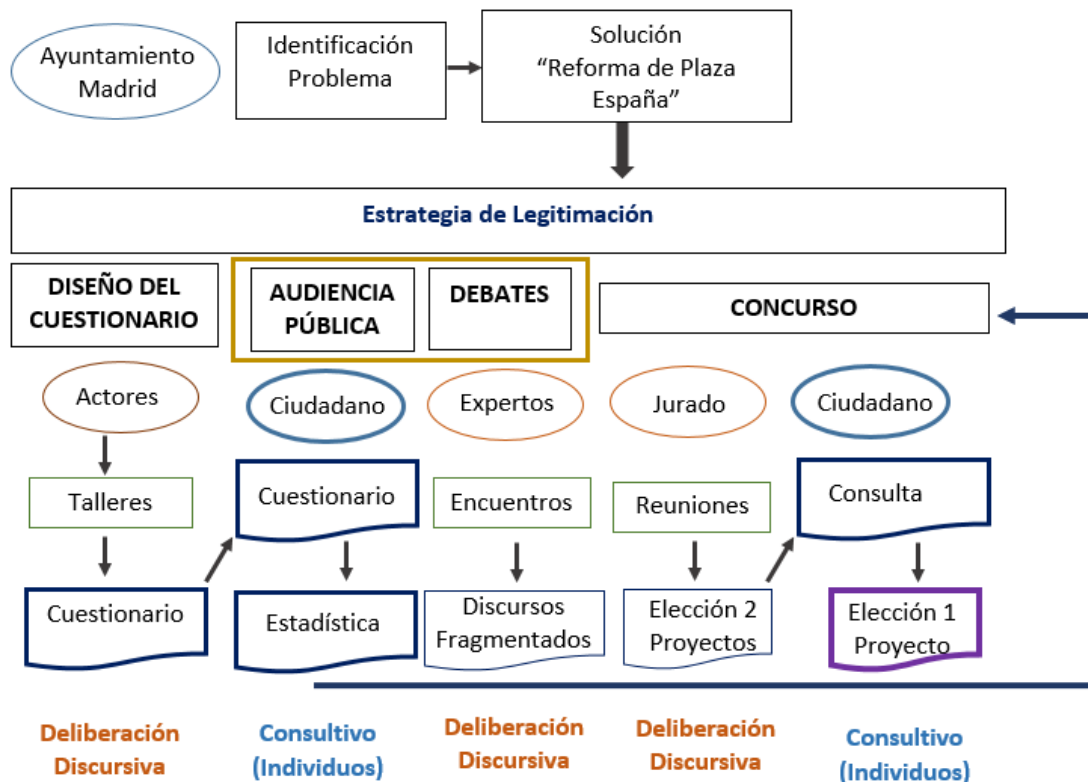 Ayuntamiento
Madrid
Identificación
Problema
Solución
“Reforma de Plaza
España”
Estrategia de Legitimación
DISEÑO DEL
CUESTIONARIO
AUDIENCIA
PÚBLICA
DEBATES
CONCURSO
Actores
Ciudadano
Expertos
Jurado
Ciudadano
Talleres
Cuestionario
Encuentros
Reuniones
Consulta
Cuestionario
Estadística
Discursos
Fragmentados
Elección 2
Proyectos
Elección 1
Proyecto
Deliberación
Discursiva
Consultivo
(Individuos)
Deliberación
Discursiva
Deliberación
Discursiva
Consultivo
(Individuos)